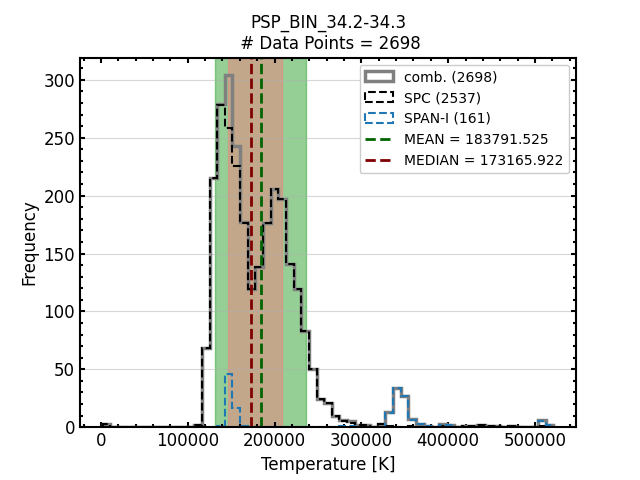 PSP_BIN_34.2-34.3
# Data Points = 2698
comb. (2698)
SPC (2537)
SPAN-I (161)
MEAN = 183791.525
MEDIAN = 173165.922
Frequency
300
250
200
150
100
50
0
0 100000 200000 300000 400000 500000
Temperature [K]